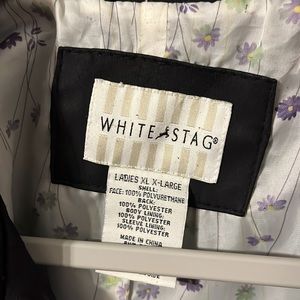 WHITE STAG®
LADIES XL X-LARGE
SHELL:
FACE: 100% POLYURETHANE
BACK:
100% POLYESTER
BODY LINING:
100% POLYESTER
SLEEVE LINING:
100% POLYESTER
MADE IN CHINA